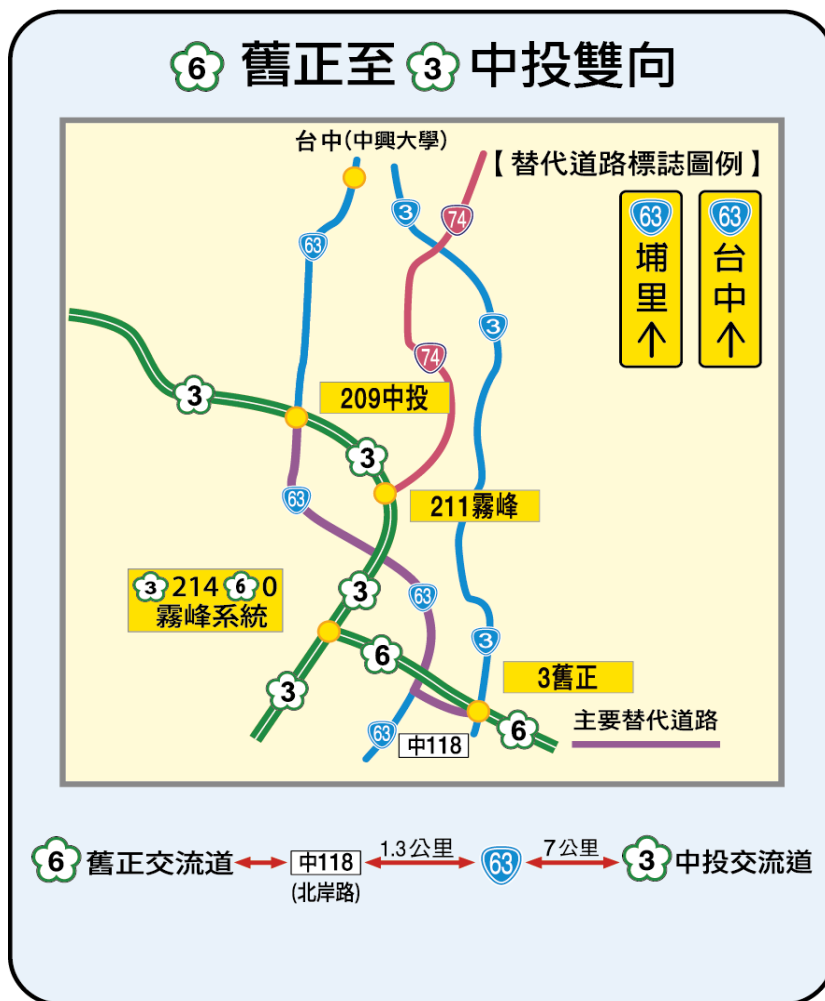 6 舊正至 3 中投雙向
台中(中興大學)
【替代道路標誌圖例】
63
埔里
↑
63
台中
↑
3
74
63
3
74
3
209中投
3
63
211霧峰
3 214 6 0
霧峰系統
3
63
3
6
3
3舊正
63
中118
6
主要替代道路
6 舊正交流道 中118 1.3公里 63 7公里 3 中投交流道
(北岸路)